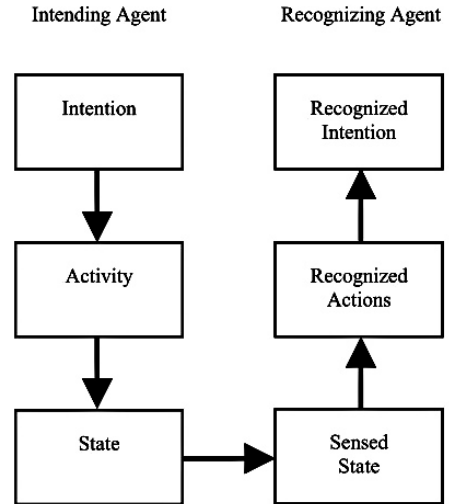 Intending Agent
Recognizing Agent
Intention
Recognized
Intention
Activity
Recognized
Actions
State
Sensed
State